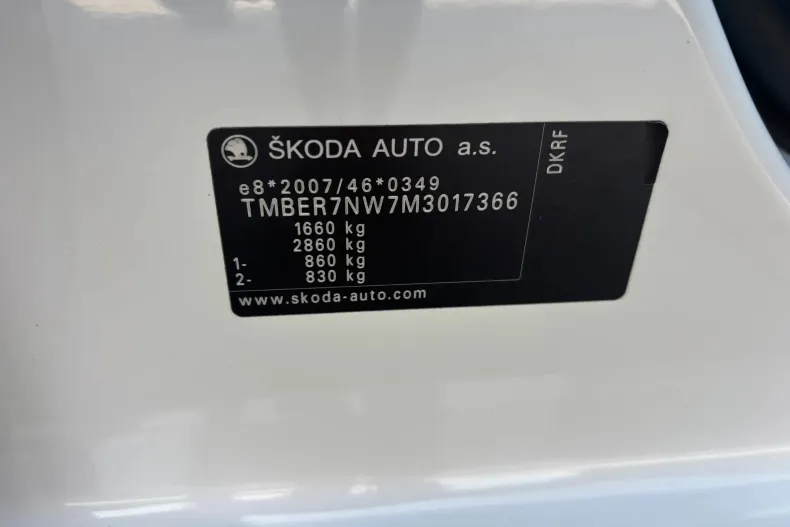 ŠKODA AUTO a.s.
e8*2007/46*0349
TMBER7NW7M3017366
1660 kg
2860 kg
1- 860 kg
2- 830 kg
www.skoda-auto.com
DKRF